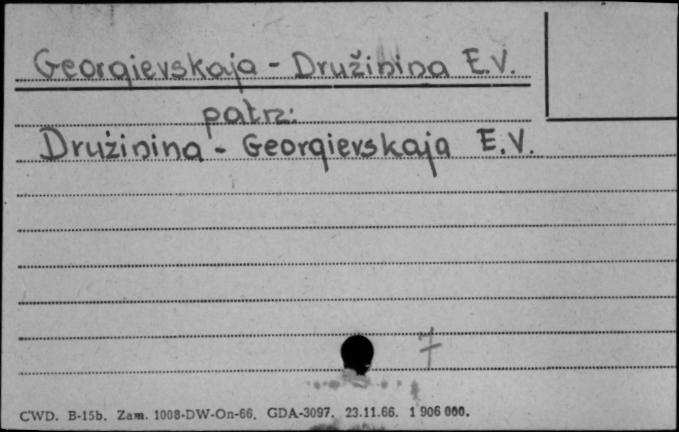 Georgievskaja - Družinina E.V.
patrz:
Družinina - Georgievskaja E.V.
7
CWD. B-15b. Zam. 1008-DW-On-66. GDA-3097. 23.11.66. 1 906 000.